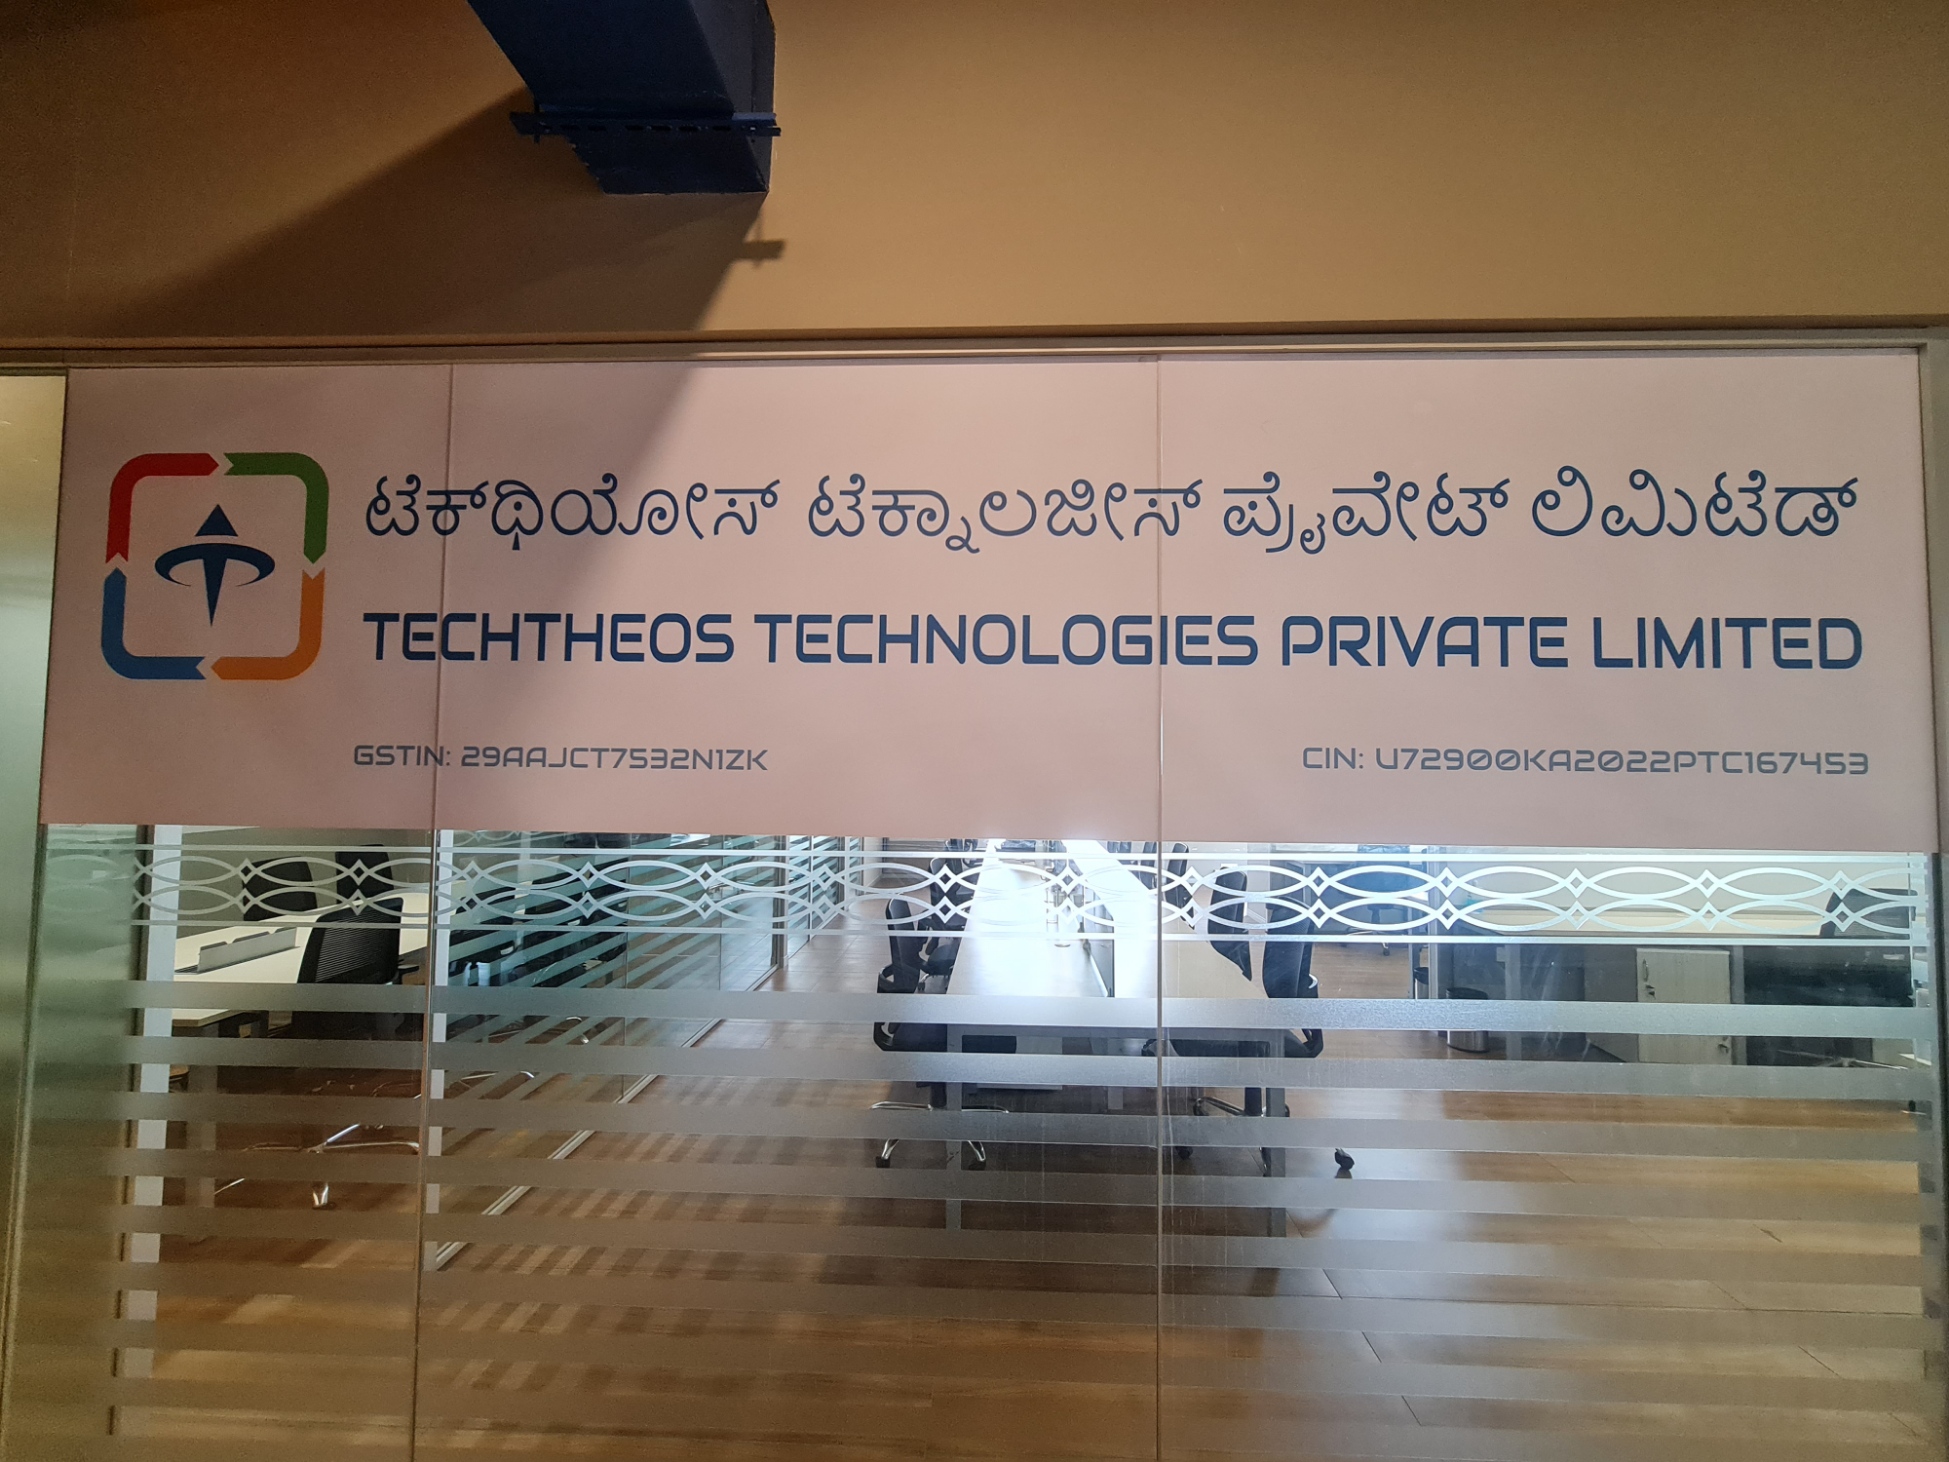 ಟೆಕ್‌ಥಿಯೋಸ್ ಟೆಕ್ನಾಲಜೀಸ್ ಪ್ರೈವೇಟ್ ಲಿಮಿಟೆಡ್
TECHTHEOS TECHNOLOGIES PRIVATE LIMITED
GSTIN: 29AAJCT7532N1ZK CIN: U72900KA2022PTC167453